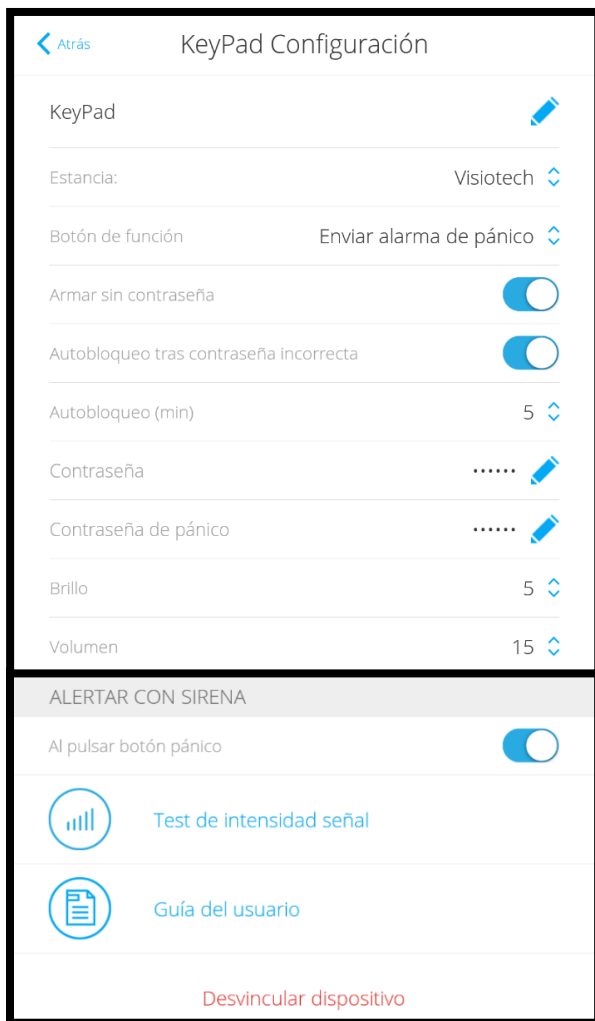 Atrás KeyPad Configuración
KeyPad
Estancia: Visiotech
Botón de función Enviar alarma de pánico
Armar sin contraseña
Autobloqueo tras contraseña incorrecta
Autobloqueo (min) 5
Contraseña ••••••
Contraseña de pánico ••••••
Brillo 5
Volumen 15
ALERTAR CON SIRENA
Al pulsar botón pánico
Test de intensidad señal
Guía del usuario
Desvincular dispositivo